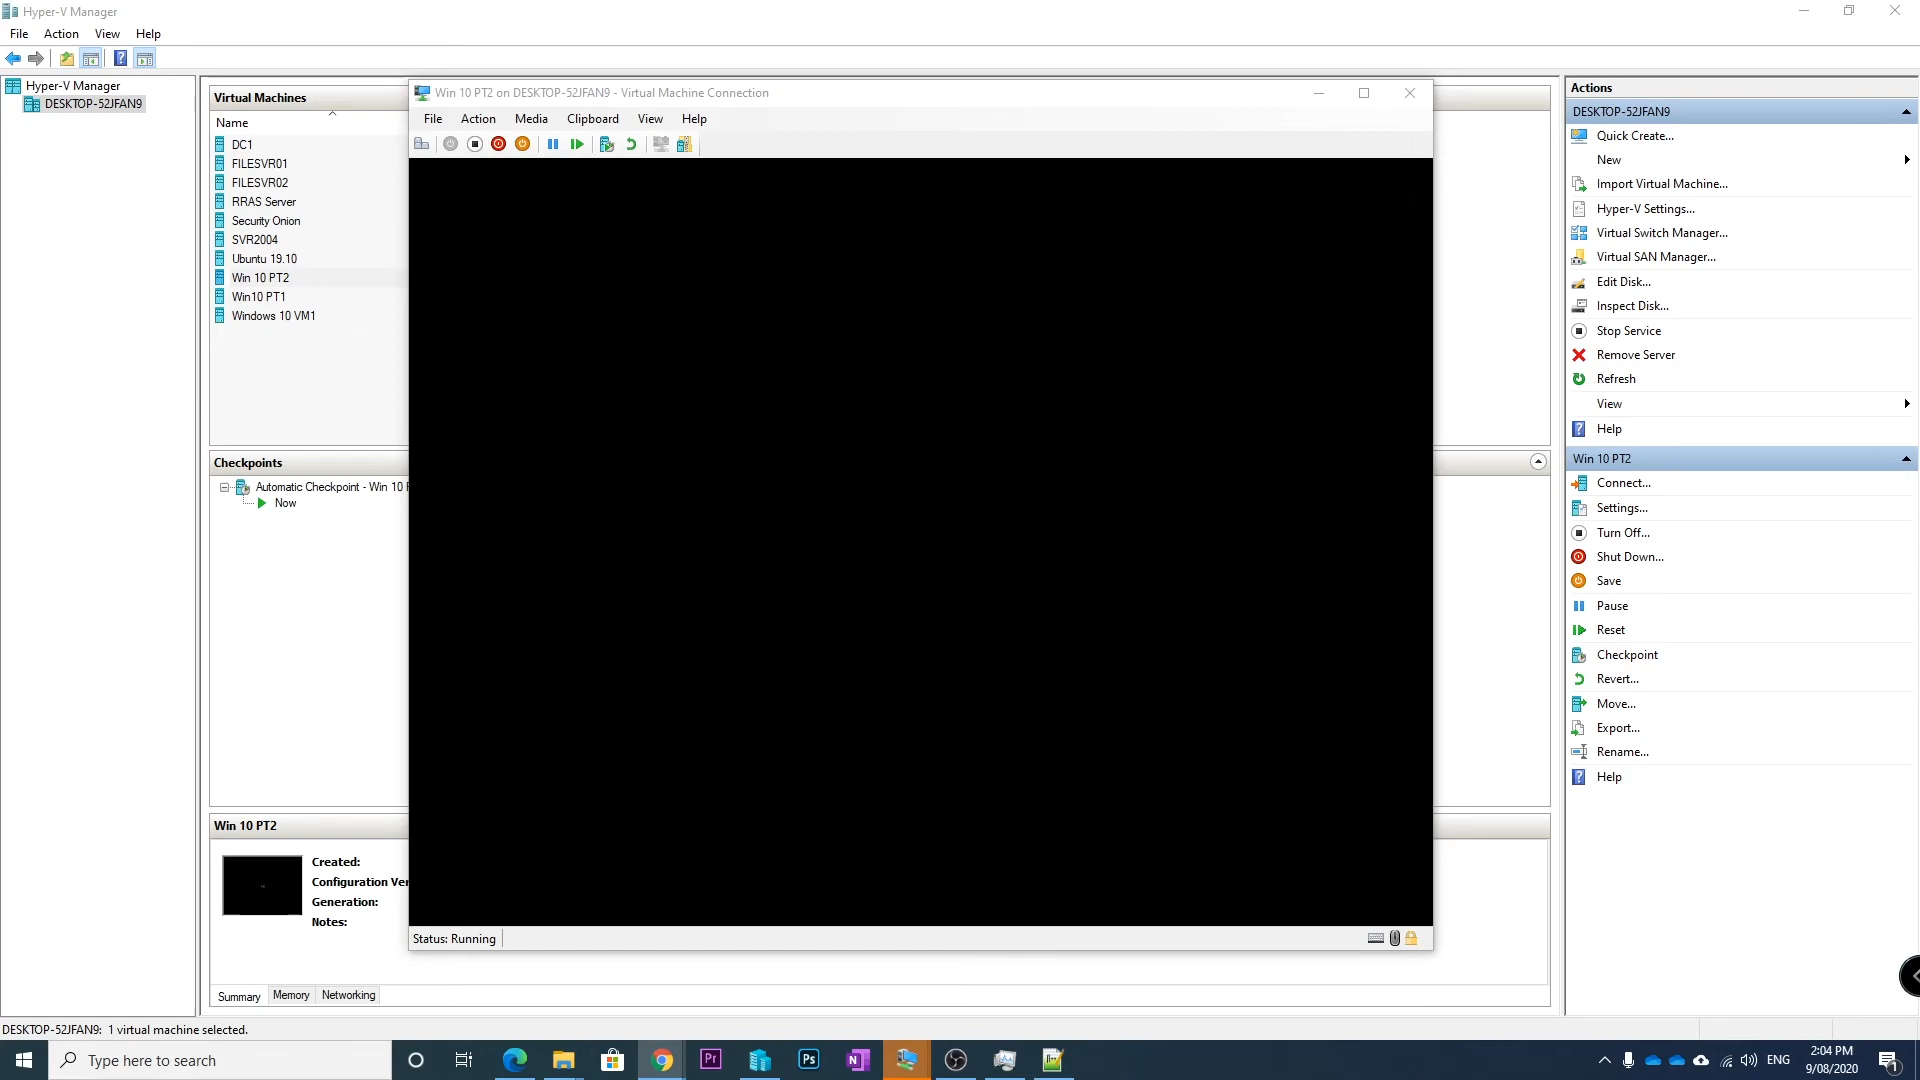 Hyper-V Manager
File Action View Help
Hyper-V Manager
DESKTOP-52JFAN9
Virtual Machines
Name
DC1
FILESVR01
FILESVR02
RRAS Server
Security Onion
SVR2004
Ubuntu 19.10
Win 10 PT2
Win10 PT1
Windows 10 VM1
Checkpoints
Automatic Checkpoint - Win 10
Now
Win 10 PT2
Created:
Configuration Ver
Generation:
Notes:
Summary Memory Networking
Win 10 PT2 on DESKTOP-52JFAN9 - Virtual Machine Connection
File Action Media Clipboard View Help
Status: Running
Actions
DESKTOP-52JFAN9
Quick Create...
New
Import Virtual Machine...
Hyper-V Settings...
Virtual Switch Manager...
Virtual SAN Manager...
Edit Disk...
Inspect Disk...
Stop Service
Remove Server
Refresh
View
Help
Win 10 PT2
Connect...
Settings...
Turn Off...
Shut Down...
Save
Pause
Reset
Checkpoint
Revert...
Move...
Export...
Rename...
Help
DESKTOP-52JFAN9: 1 virtual machine selected.
Type here to search
Pr
Ps
N
ENG
2:04 PM
9/08/2020
1